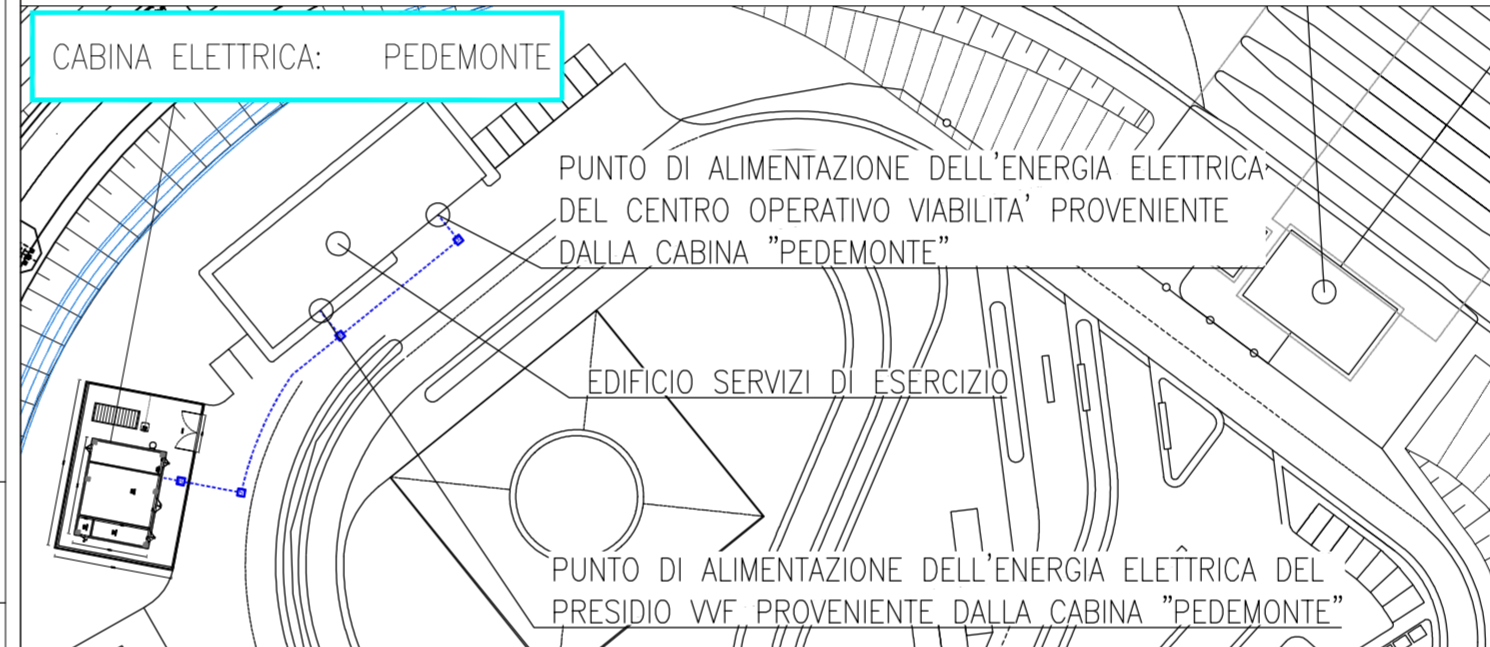 CABINA ELETTRICA: PEDEMONTE
PUNTO DI ALIMENTAZIONE DELL'ENERGIA ELETTRICA
DEL CENTRO OPERATIVO VIABILITA' PROVENIENTE
DALLA CABINA "PEDEMONTE"
EDIFICIO SERVIZI DI ESERCIZIO
PUNTO DI ALIMENTAZIONE DELL'ENERGIA ELETTRICA DEL
PRESIDIO VVF PROVENIENTE DALLA CABINA "PEDEMONTE"